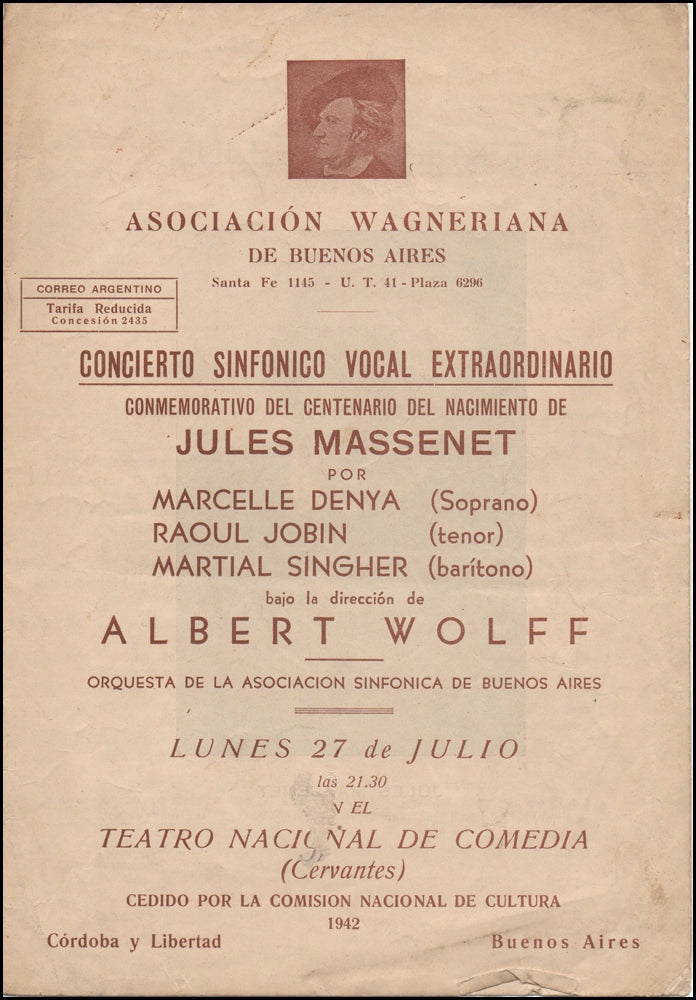 ASOCIACIÓN WAGNERIANA
DE BUENOS AIRES
Santa Fe 1145 - U. T. 41 - Plaza 6296
CORREO ARGENTINO
Tarifa Reducida
Concesión 2435
CONCIERTO SINFONICO VOCAL EXTRAORDINARIO
CONMEMORATIVO DEL CENTENARIO DEL NACIMIENTO DE
JULES MASSENET
POR
MARCELLE DENYA (Soprano)
RAOUL JOBIN (tenor)
MARTIAL SINGHER (barítono)
bajo la dirección de
ALBERT WOLFF
ORQUESTA DE LA ASOCIACION SINFONICA DE BUENOS AIRES
LUNES 27 de JULIO
las 21.30
N EL
TEATRO NACIONAL DE COMEDIA
(Cervantes)
CEDIDO POR LA COMISION NACIONAL DE CULTURA
1942
Córdoba y Libertad
Buenos Aires